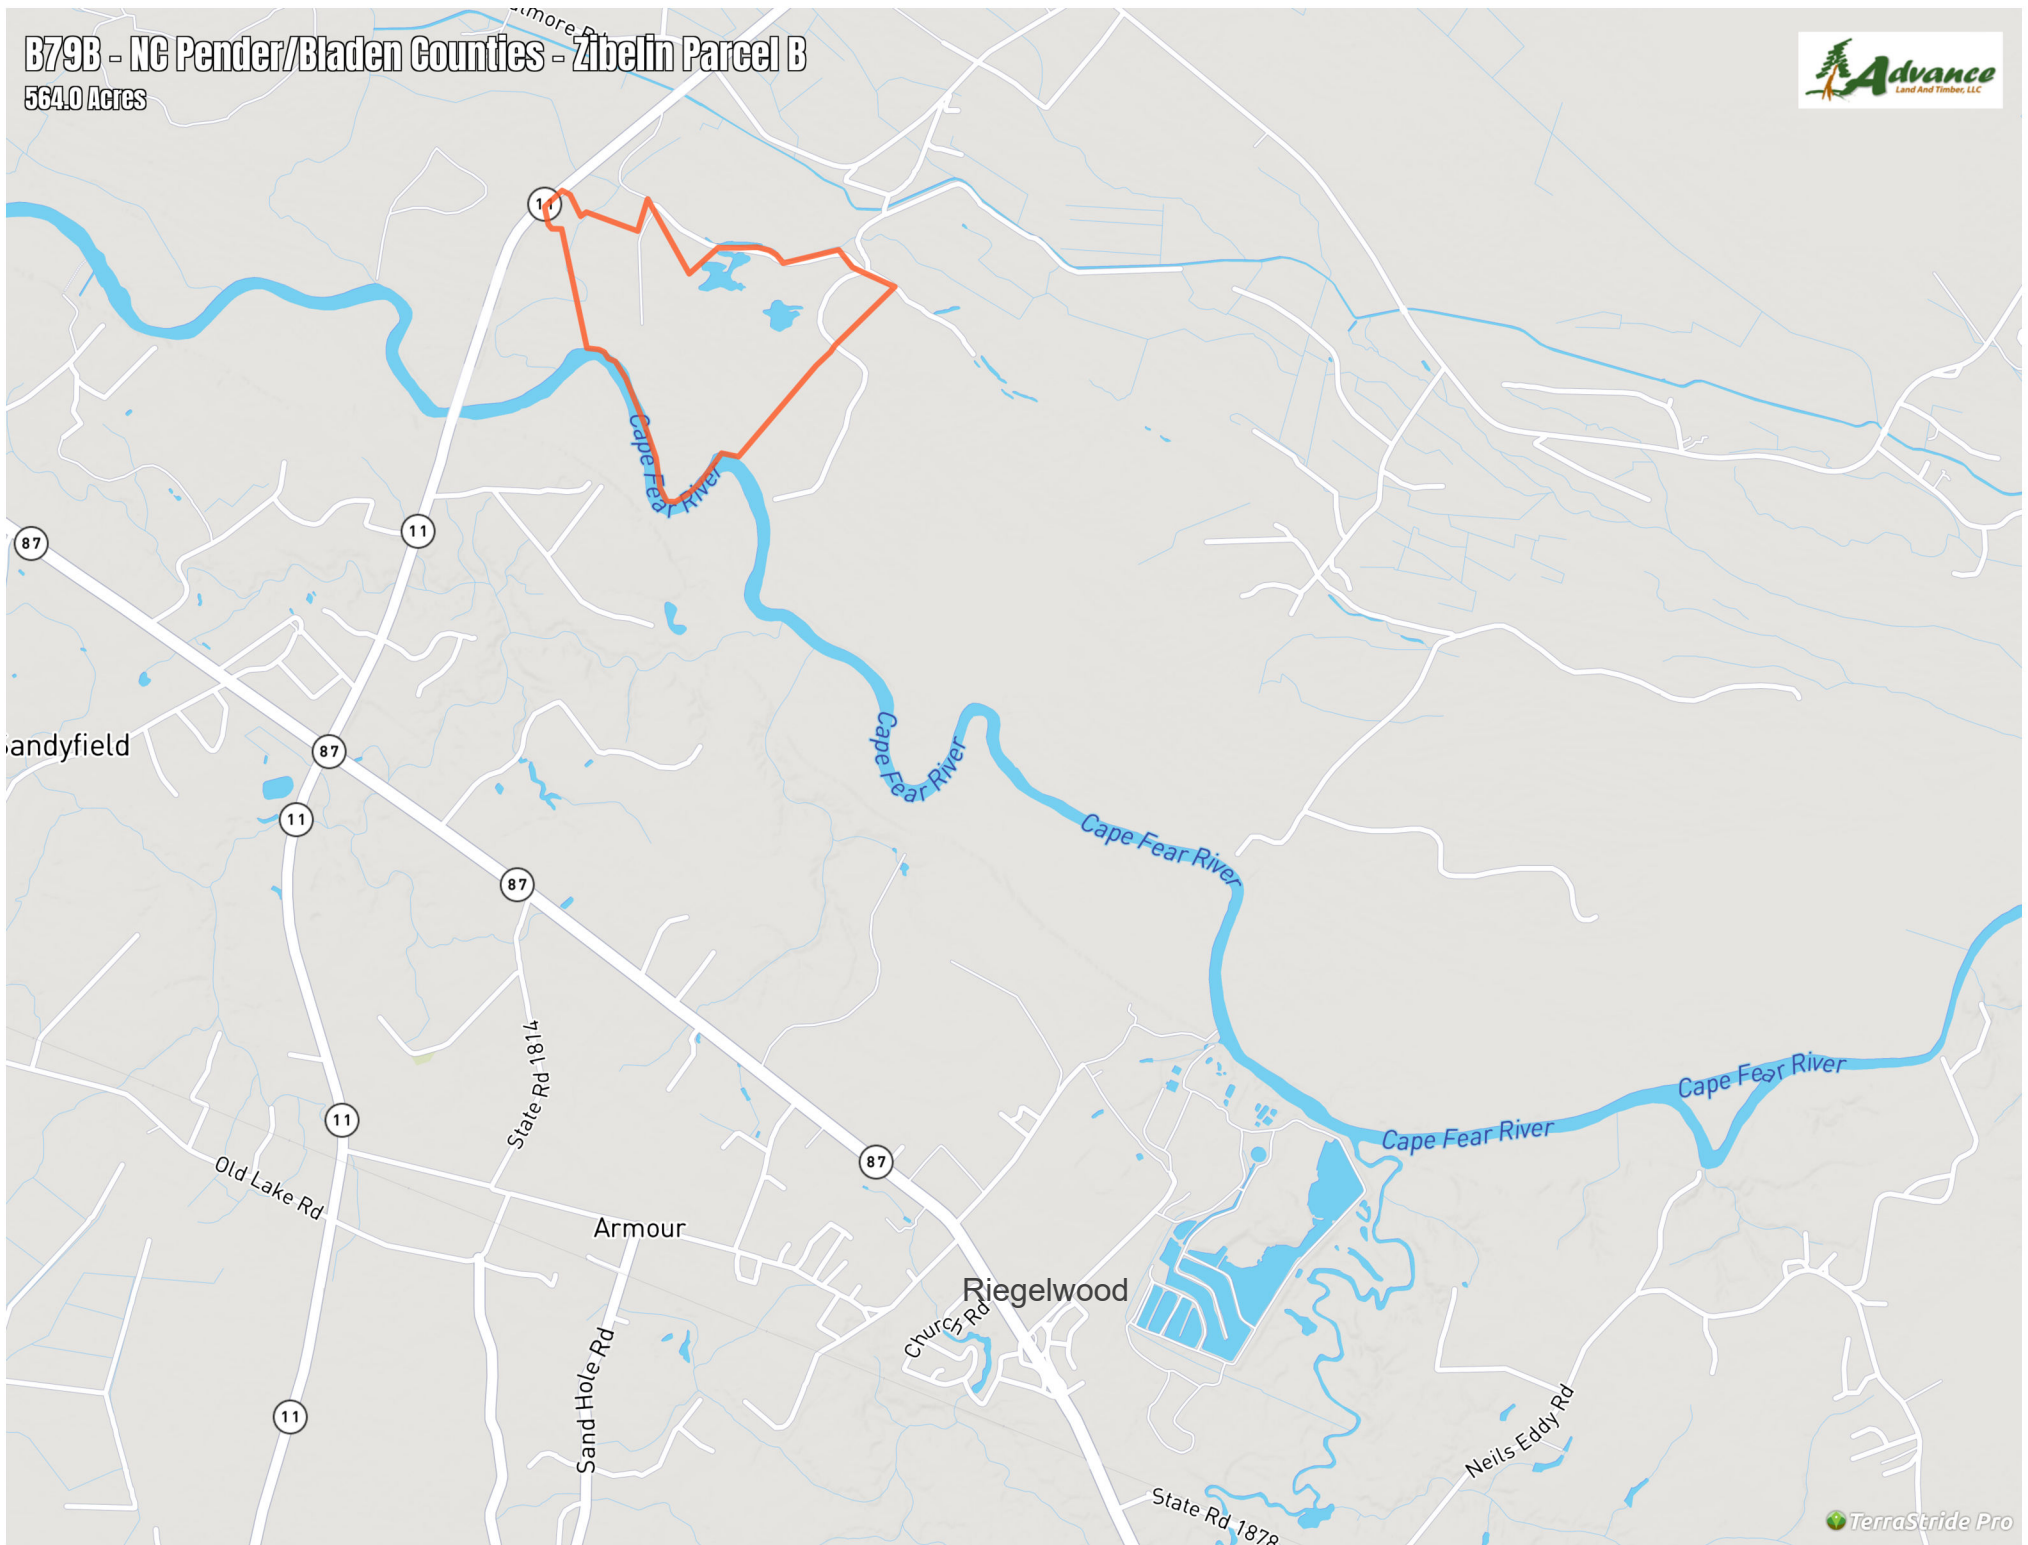 B79B - NC Pender/Bladen Counties - Zibelin Parcel B
564.0 Acres
Advance
Land And Timber, LLC
11
Cape Fear River
11
87
andyfield
87
11
Cape Fear River
Cape Fear River
87
State Rd 1814
Cape Fear River
Cape Fear River
11
87
Old Lake Rd
Armour
Riegelwood
Church Rd
Sand Hole Rd
11
Neils Eddy Rd
State Rd 1878
TerraStride Pro